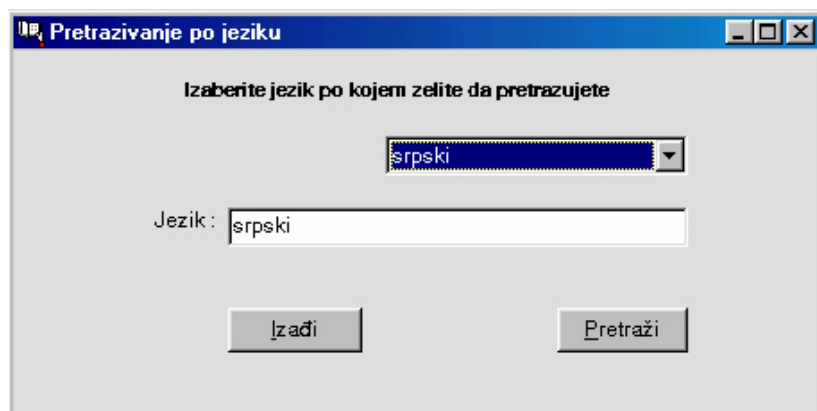 Pretrazivanje po jeziku
Izaberite jezik po kojem zelite da pretrazujete
srpski
Jezik : srpski
Izađi Pretraži